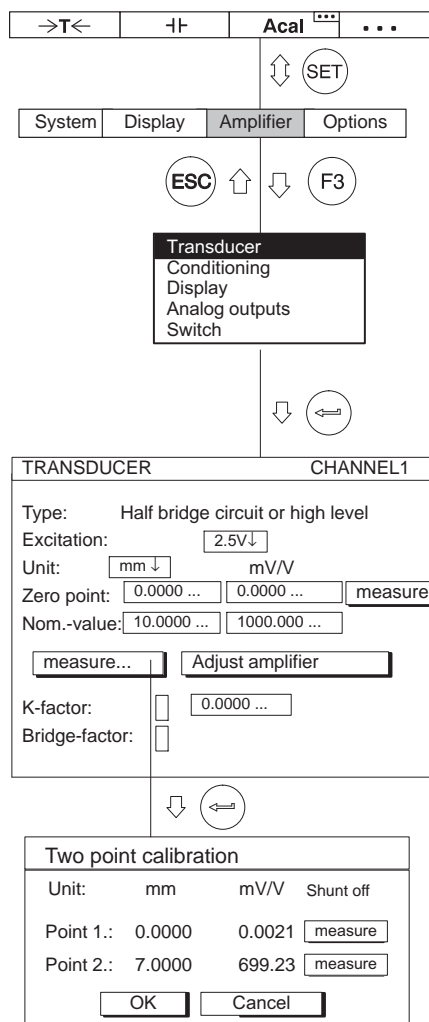 →T← ⊣⊢ Acal ...
SET
System Display Amplifier Options
ESC F3
Transducer
Conditioning
Display
Analog outputs
Switch
TRANSDUCER CHANNEL1
Type: Half bridge circuit or high level
Excitation: 2.5V↓
Unit: mm ↓ mV/V
Zero point: 0.0000 ... 0.0000 ... measure
Nom.-value: 10.0000 ... 1000.000 ...
measure... Adjust amplifier
K-factor: 0.0000 ...
Bridge-factor:
Two point calibration
Unit: mm mV/V Shunt off
Point 1.: 0.0000 0.0021 measure
Point 2.: 7.0000 699.23 measure
OK Cancel